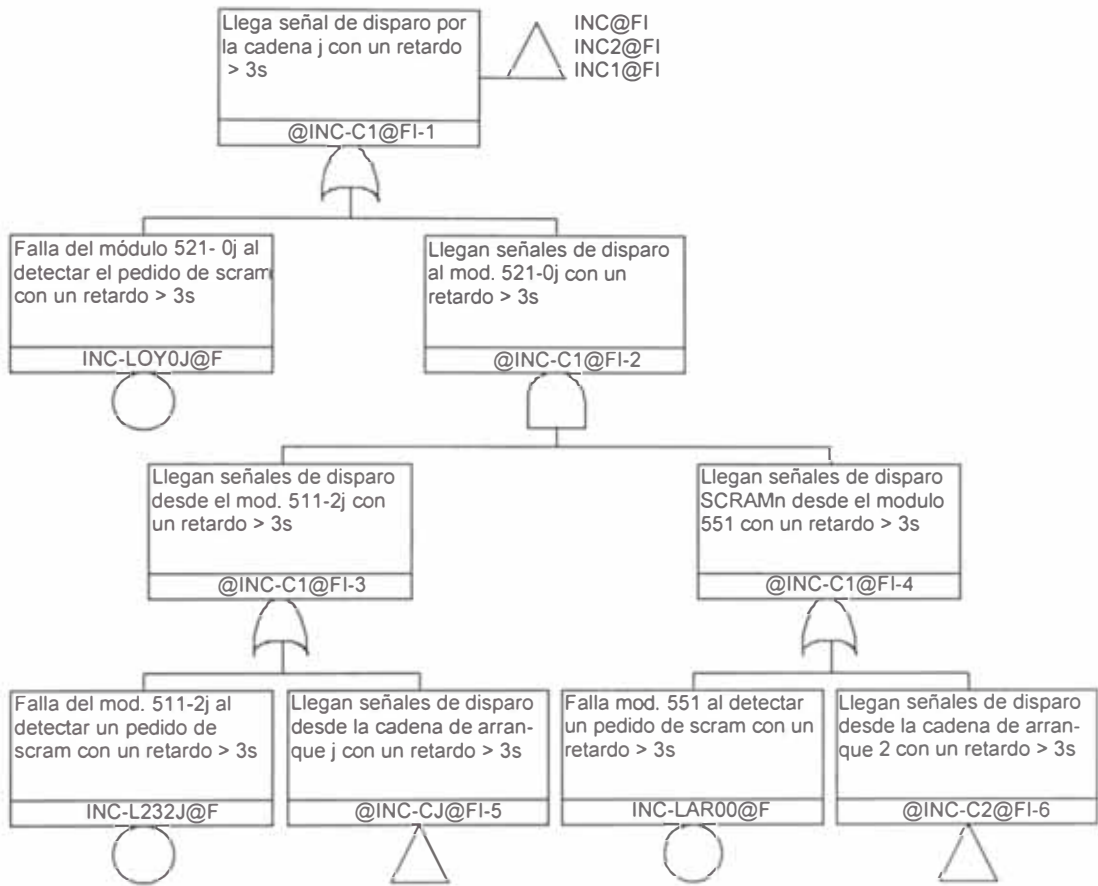 Llega señal de disparo por
la cadena j con un retardo
> 3s
@INC-C1@FI-1
INC@FI
INC2@FI
INC1@FI
Falla del módulo 521- 0j al
detectar el pedido de scram
con un retardo > 3s
INC-LOY0J@F
Llegan señales de disparo
al mod. 521-0j con un
retardo > 3s
@INC-C1@FI-2
Llegan señales de disparo
desde el mod. 511-2j con
un retardo > 3s
@INC-C1@FI-3
Llegan señales de disparo
SCRAMn desde el modulo
551 con un retardo > 3s
@INC-C1@FI-4
Falla del mod. 511-2j al
detectar un pedido de
scram con un retardo > 3s
INC-L232J@F
Llegan señales de disparo
desde la cadena de arran-
que j con un retardo > 3s
@INC-CJ@FI-5
Falla mod. 551 al detectar
un pedido de scram con un
retardo > 3s
INC-LAR00@F
Llegan señales de disparo
desde la cadena de arran-
que 2 con un retardo > 3s
@INC-C2@FI-6